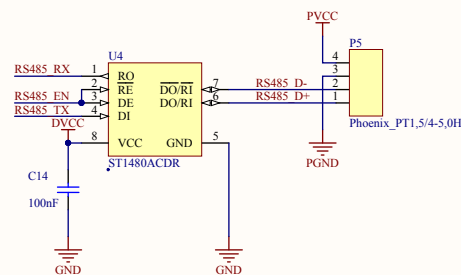 PVCC
U4
P5
RS485_RX 1 RO
2 RE DO/RI 7 RS485_D-
RS485_EN 3 DE DO/RI 6 RS485_D+
RS485_TX 4 DI
4
3
2
1
DVCC
8 VCC GND 5
Phoenix_PT1,5/4-5,0H
ST1480ACDR
PGND
C14
100nF
GND
GND